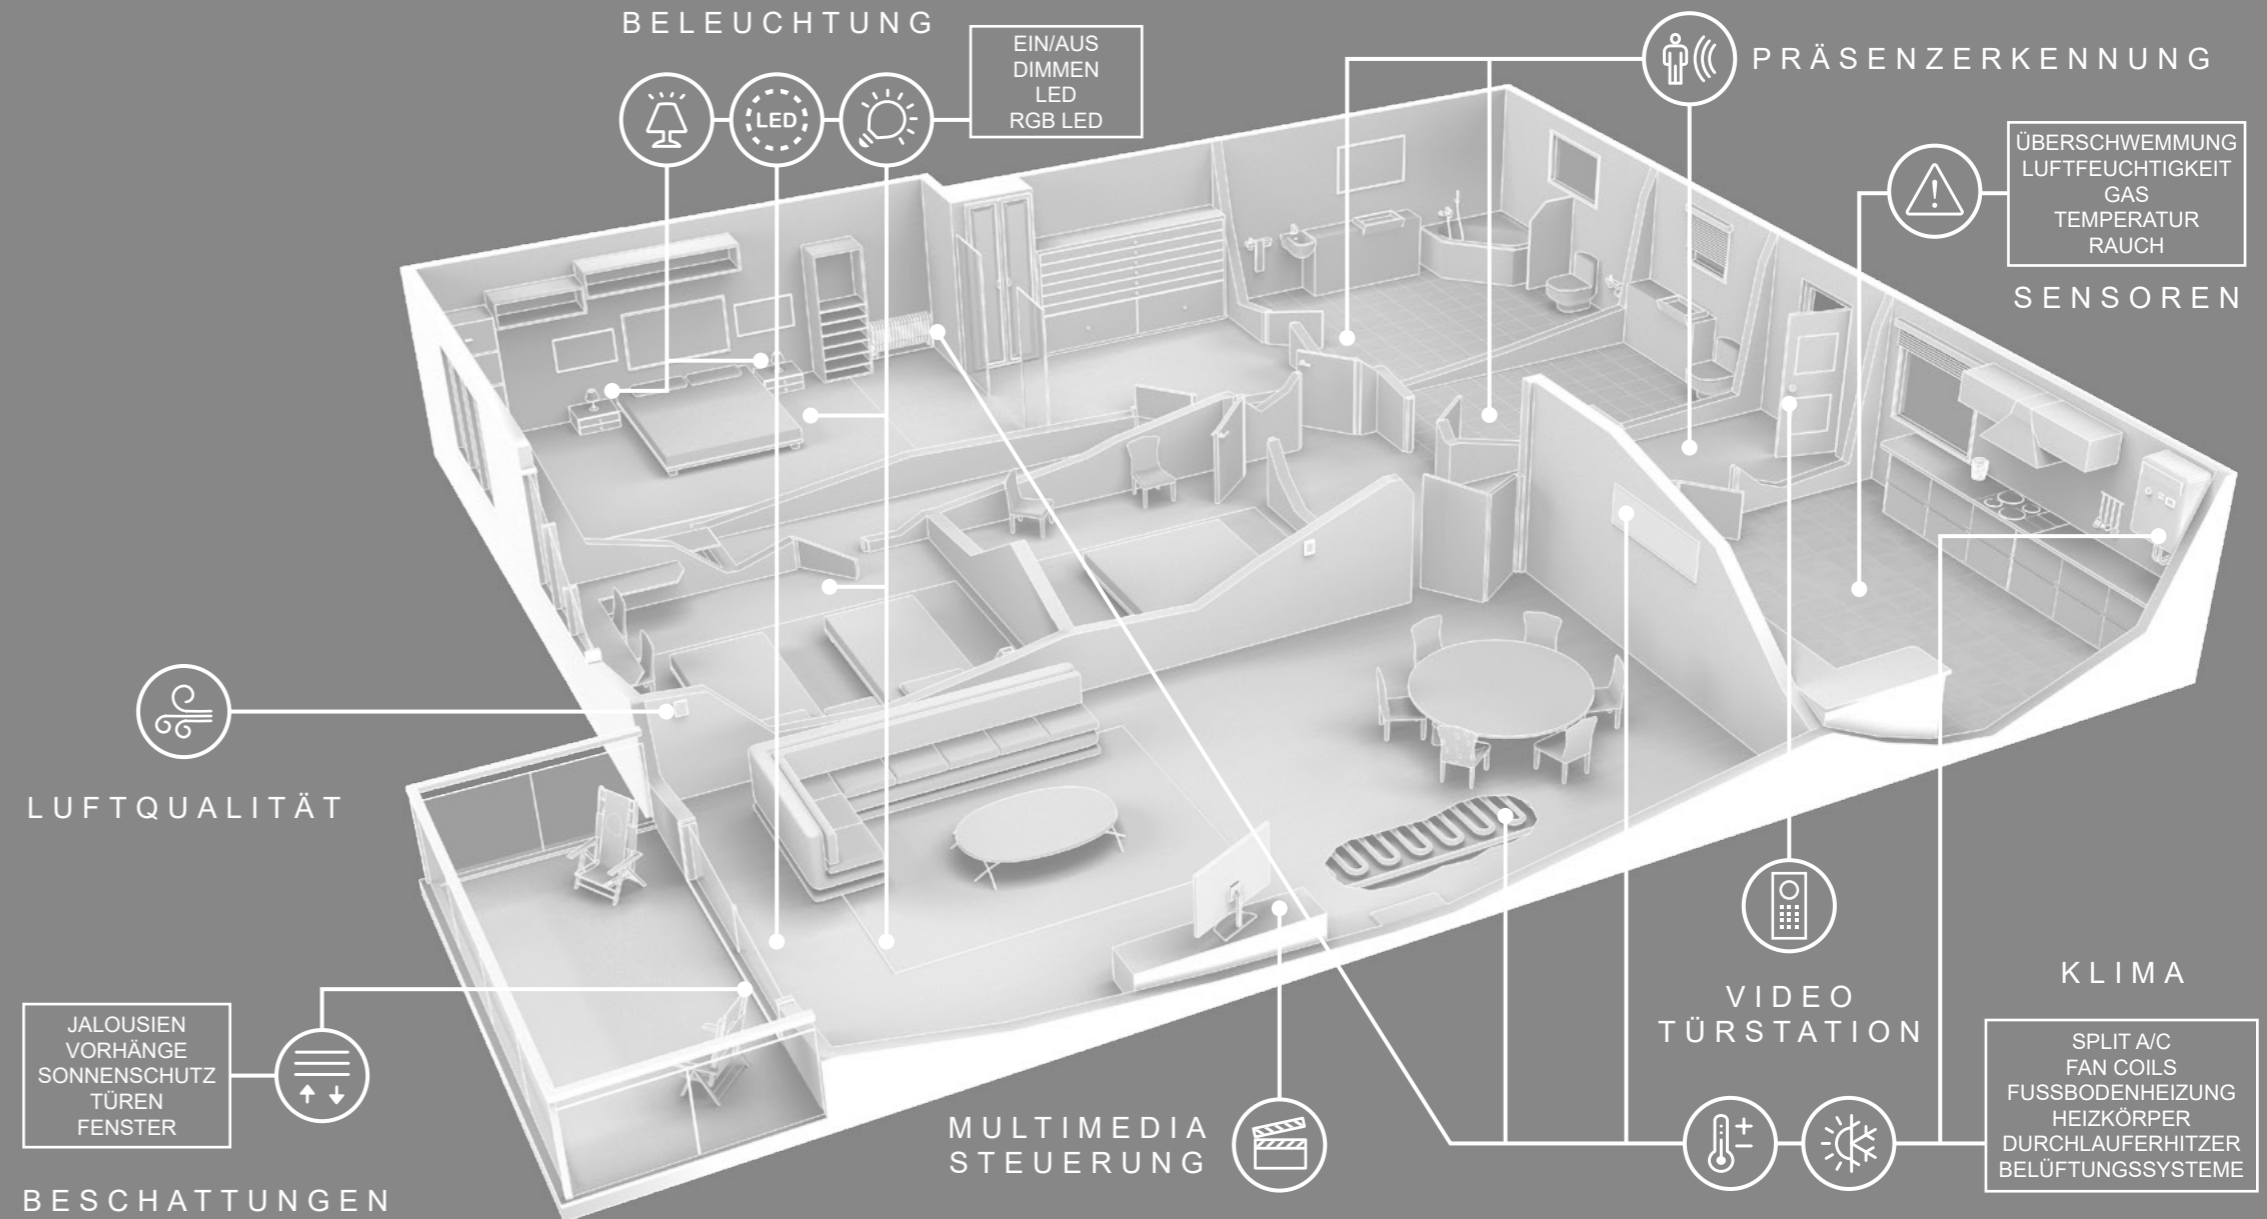 BELEUCHTUNG
LED
EIN/AUS
DIMMEN
LED
RGB LED
PRÄSENZERKENNUNG
ÜBERSCHWEMMUNG
LUFTFEUCHTIGKEIT
GAS
TEMPERATUR
RAUCH
SENSOREN
LUFTQUALITÄT
JALOUSIEN
VORHÄNGE
SONNENSCHUTZ
TÜREN
FENSTER
BESCHATTUNGEN
MULTIMEDIA
STEUERUNG
VIDEO
TÜRSTATION
KLIMA
SPLIT A/C
FAN COILS
FUSSBODENHEIZUNG
HEIZKÖRPER
DURCHLAUFERHITZER
BELÜFTUNGSSYSTEME